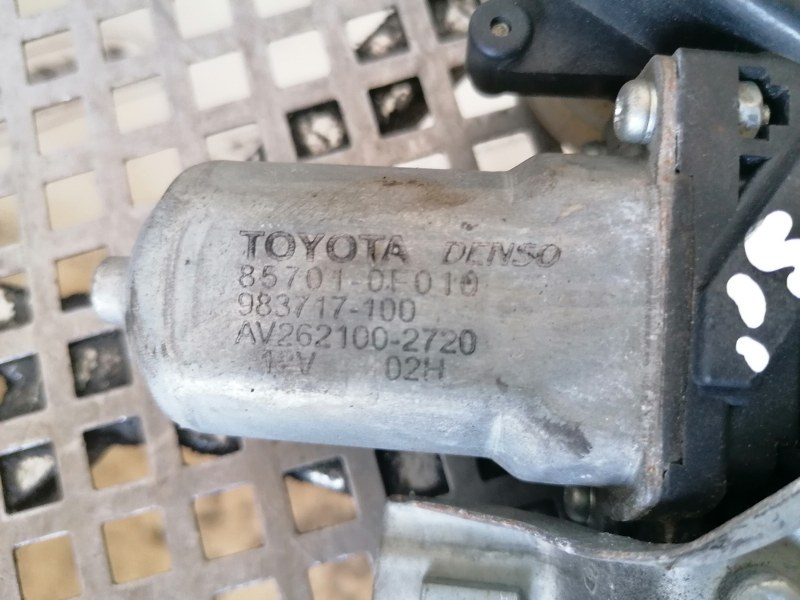 TOYOTA DENSO
85701-0F010
983717-100
AV262100-2720
12V 02H